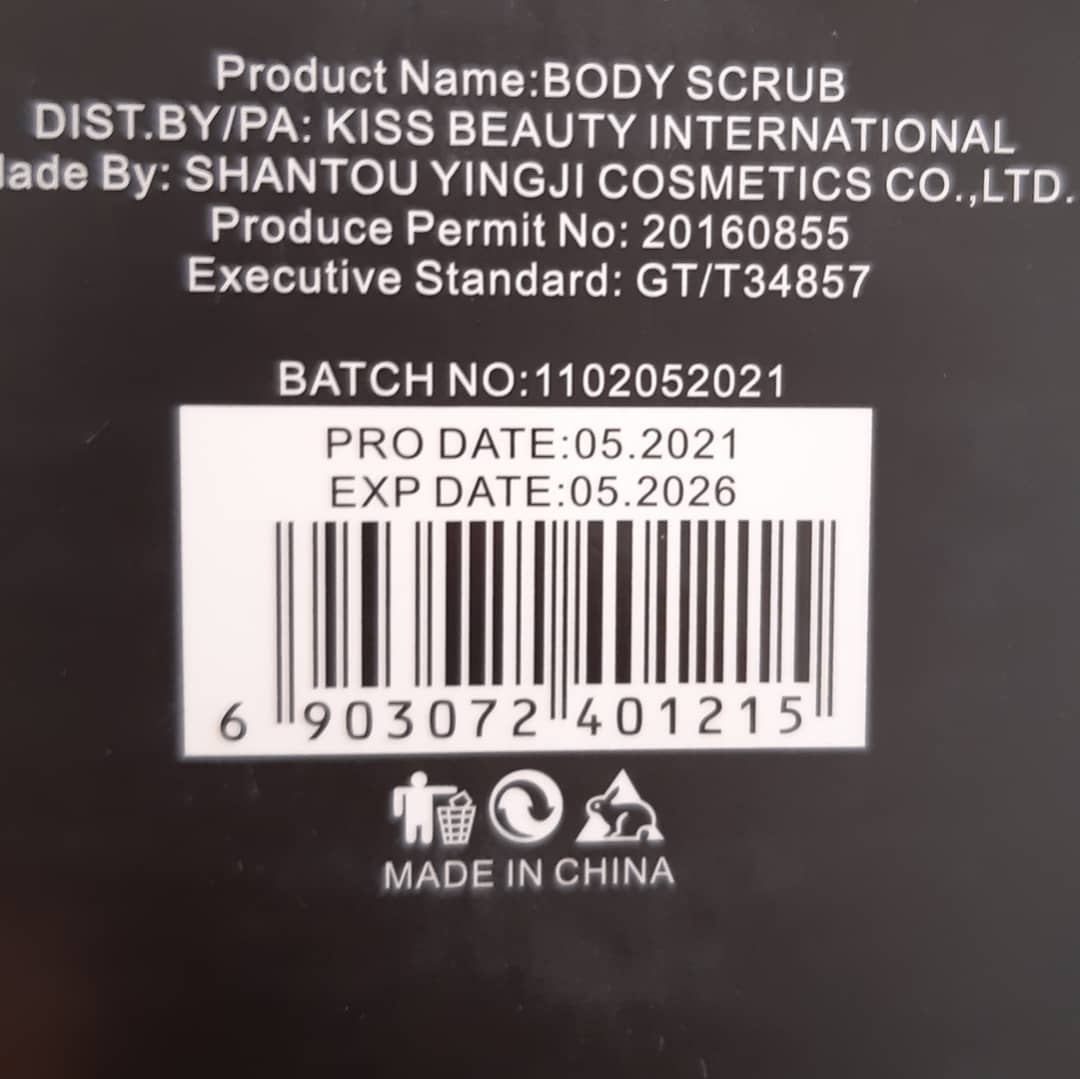 Product Name:BODY SCRUB
DIST.BY/PA: KISS BEAUTY INTERNATIONAL
Made By: SHANTOU YINGJI COSMETICS CO.,LTD.
Produce Permit No: 20160855
Executive Standard: GT/T34857
BATCH NO:1102052021
PRO DATE:05.2021
EXP DATE:05.2026
6 903072 401215
MADE IN CHINA